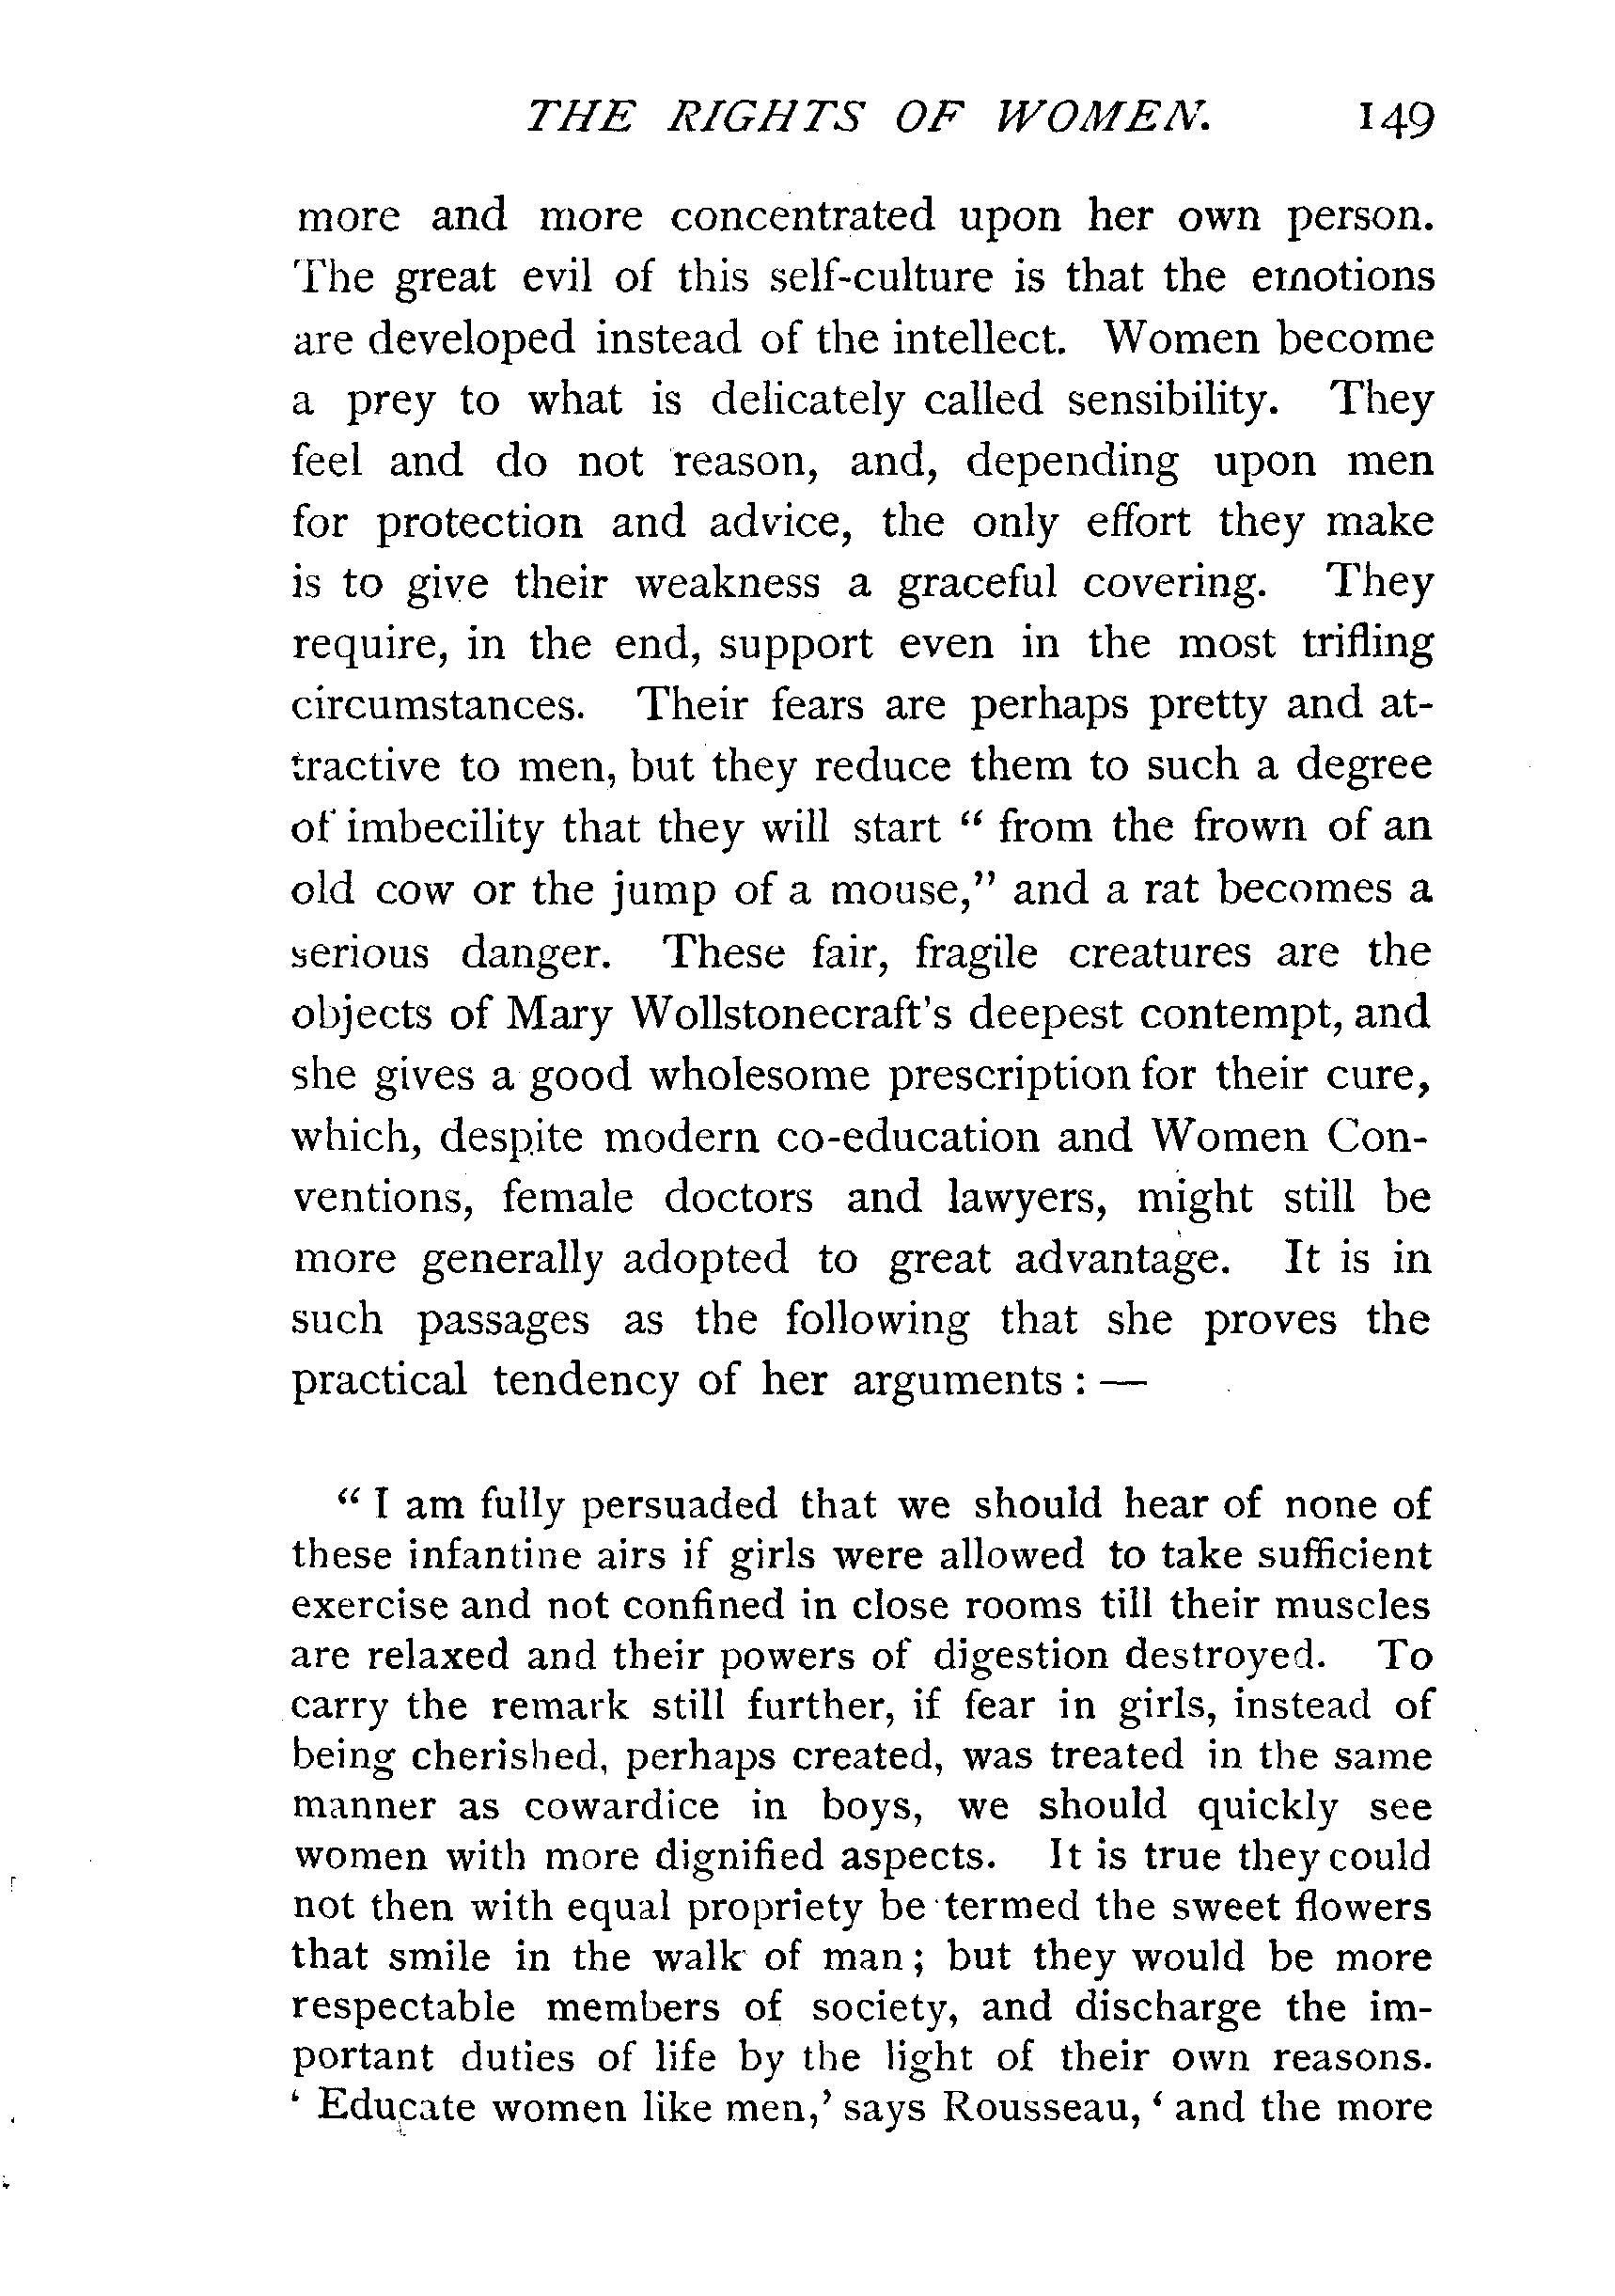 THE RIGHTS OF WOMEN. 149
more and more concentrated upon her own person.
The great evil of this self-culture is that the emotions
are developed instead of the intellect. Women become
a prey to what is delicately called sensibility. They
feel and do not reason, and, depending upon men
for protection and advice, the only effort they make
is to give their weakness a graceful covering. They
require, in the end, support even in the most trifling
circumstances. Their fears are perhaps pretty and at-
tractive to men, but they reduce them to such a degree
of imbecility that they will start “ from the frown of an
old cow or the jump of a mouse,” and a rat becomes a
serious danger. These fair, fragile creatures are the
objects of Mary Wollstonecraft's deepest contempt, and
she gives a good wholesome prescription for their cure,
which, despite modern co-education and Women Con-
ventions, female doctors and lawyers, might still be
more generally adopted to great advantage. It is in
such passages as the following that she proves the
practical tendency of her arguments : —
“ I am fully persuaded that we should hear of none of
these infantine airs if girls were allowed to take sufficient
exercise and not confined in close rooms till their muscles
are relaxed and their powers of digestion destroyed. To
carry the remark still further, if fear in girls, instead of
being cherished, perhaps created, was treated in the same
manner as cowardice in boys, we should quickly see
women with more dignified aspects. It is true they could
not then with equal propriety be termed the sweet flowers
that smile in the walk of man ; but they would be more
respectable members of society, and discharge the im-
portant duties of life by the light of their own reasons.
‘ Educate women like men,’ says Rousseau, ‘ and the more